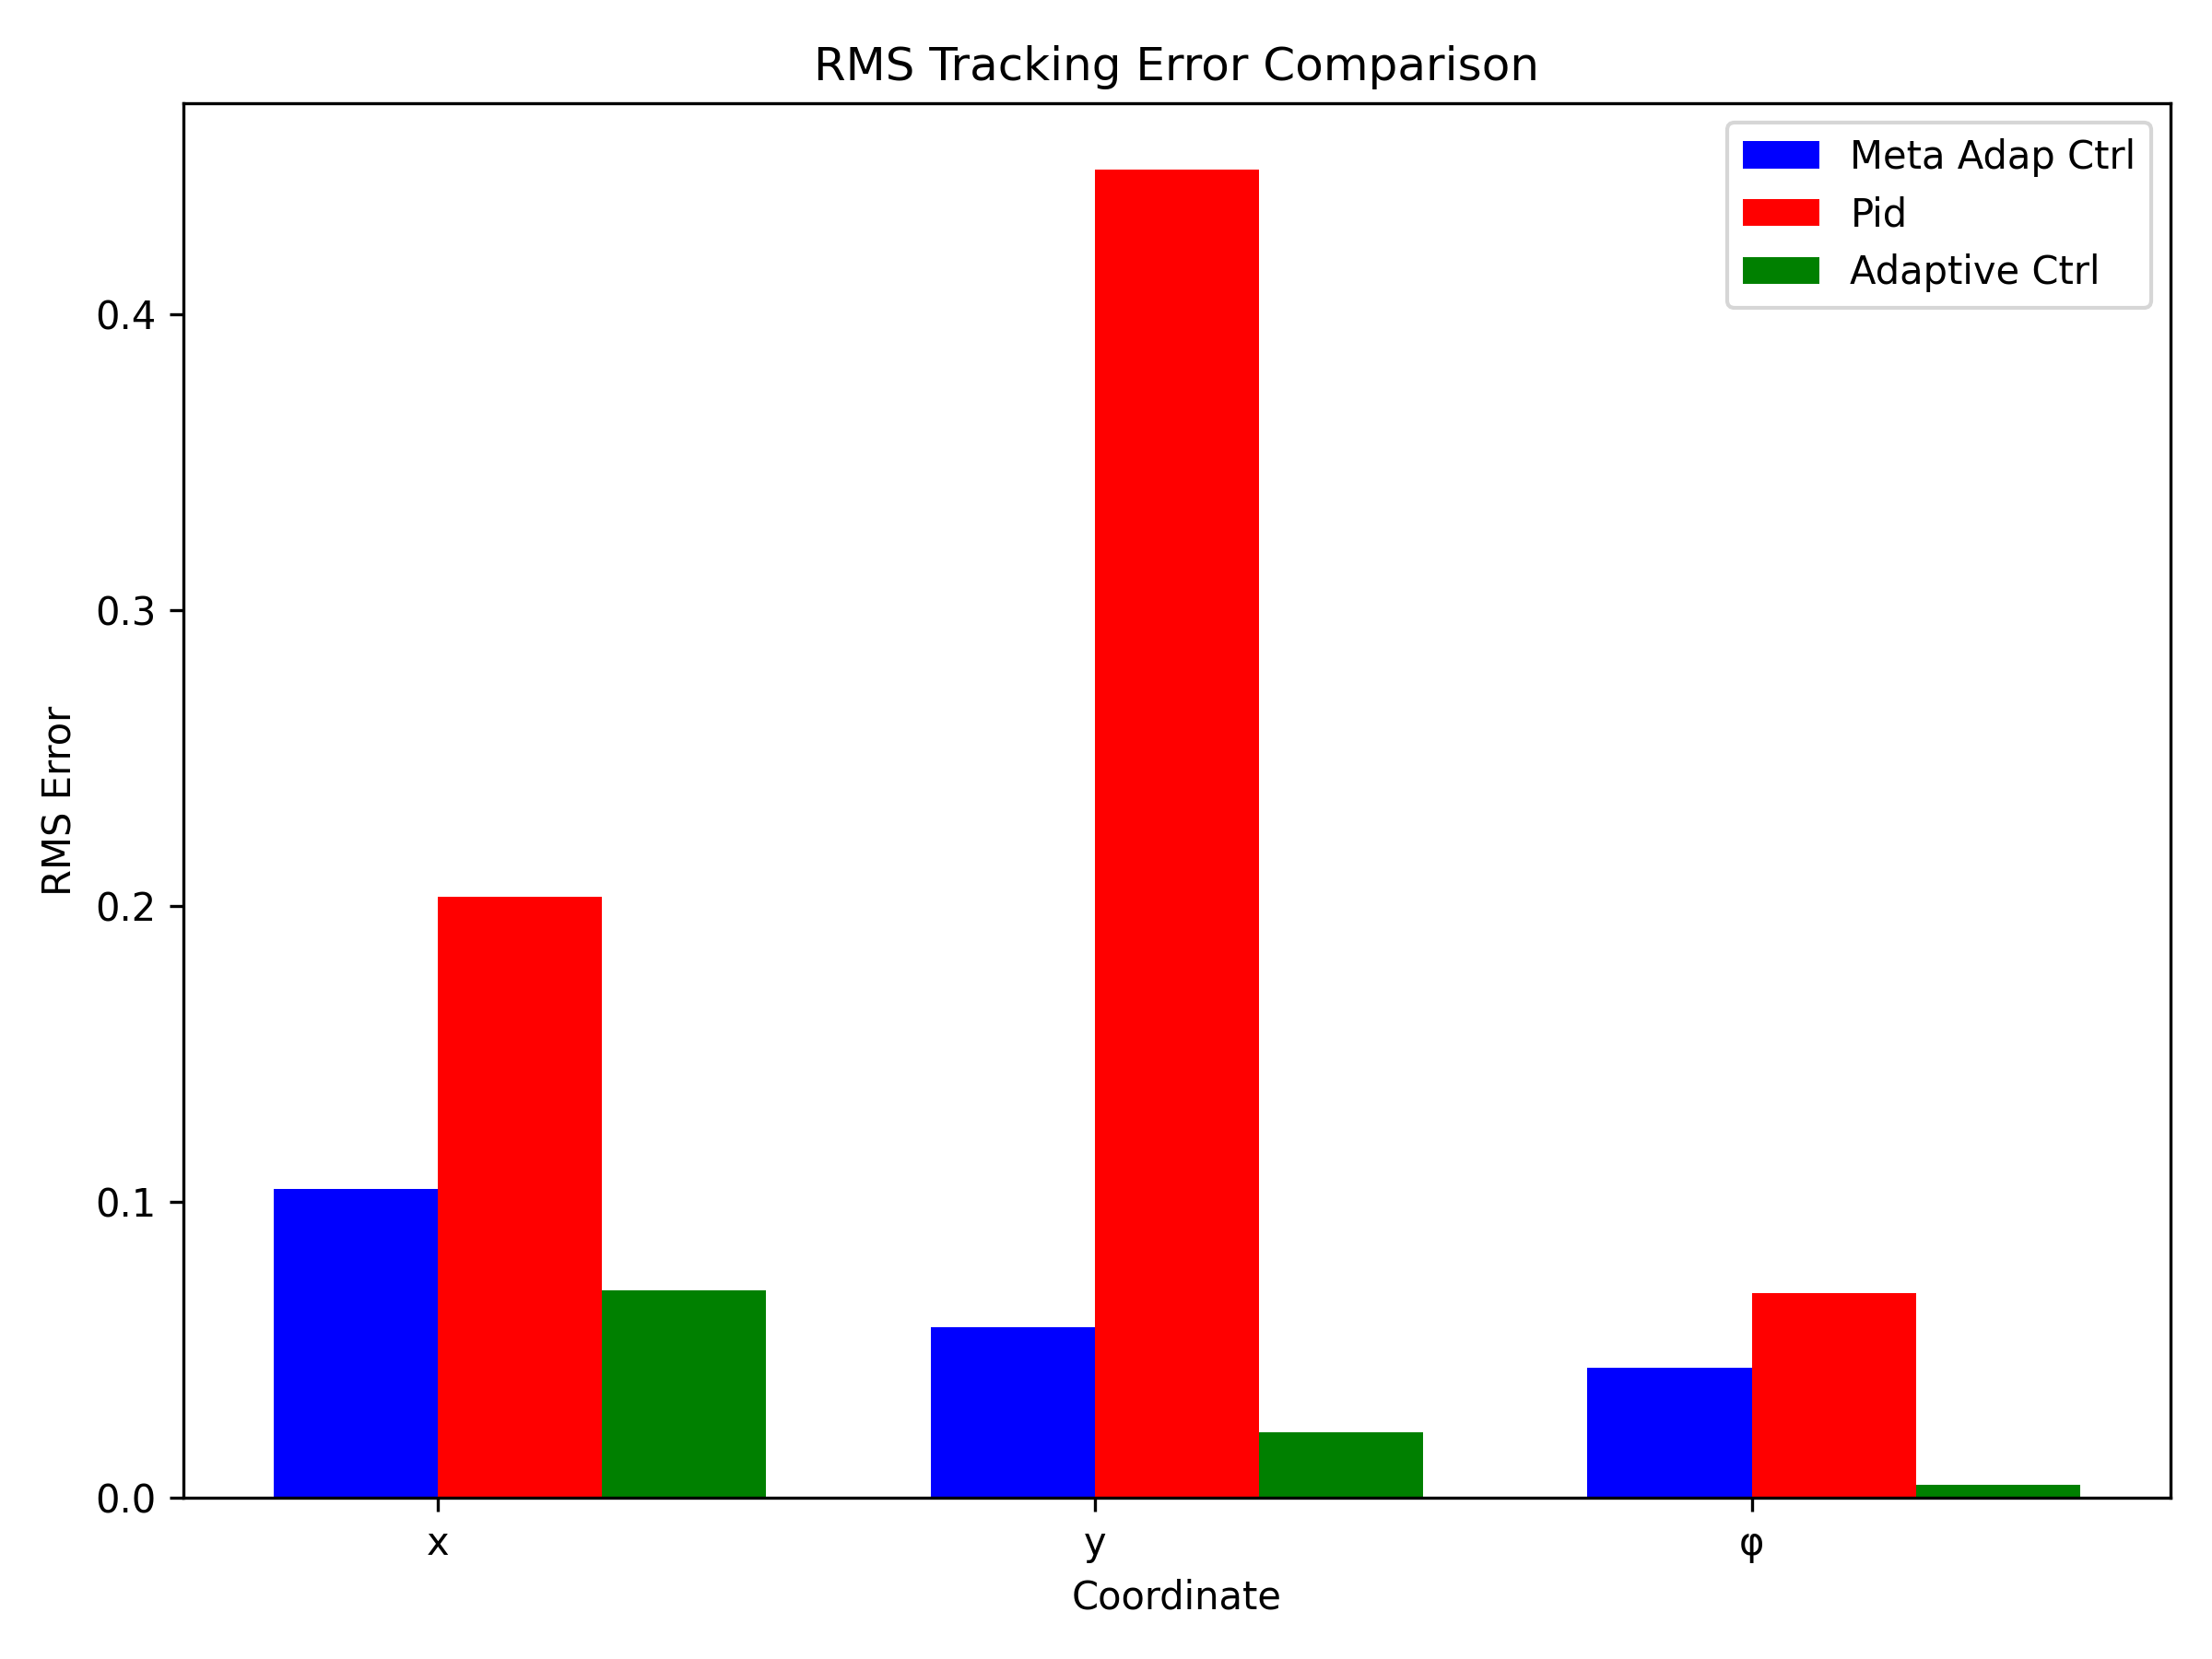 RMS Tracking Error Comparison
Meta Adap Ctrl
Pid
Adaptive Ctrl
RMS Error
0.4
0.3
0.2
0.1
0.0
x
y
φ
Coordinate